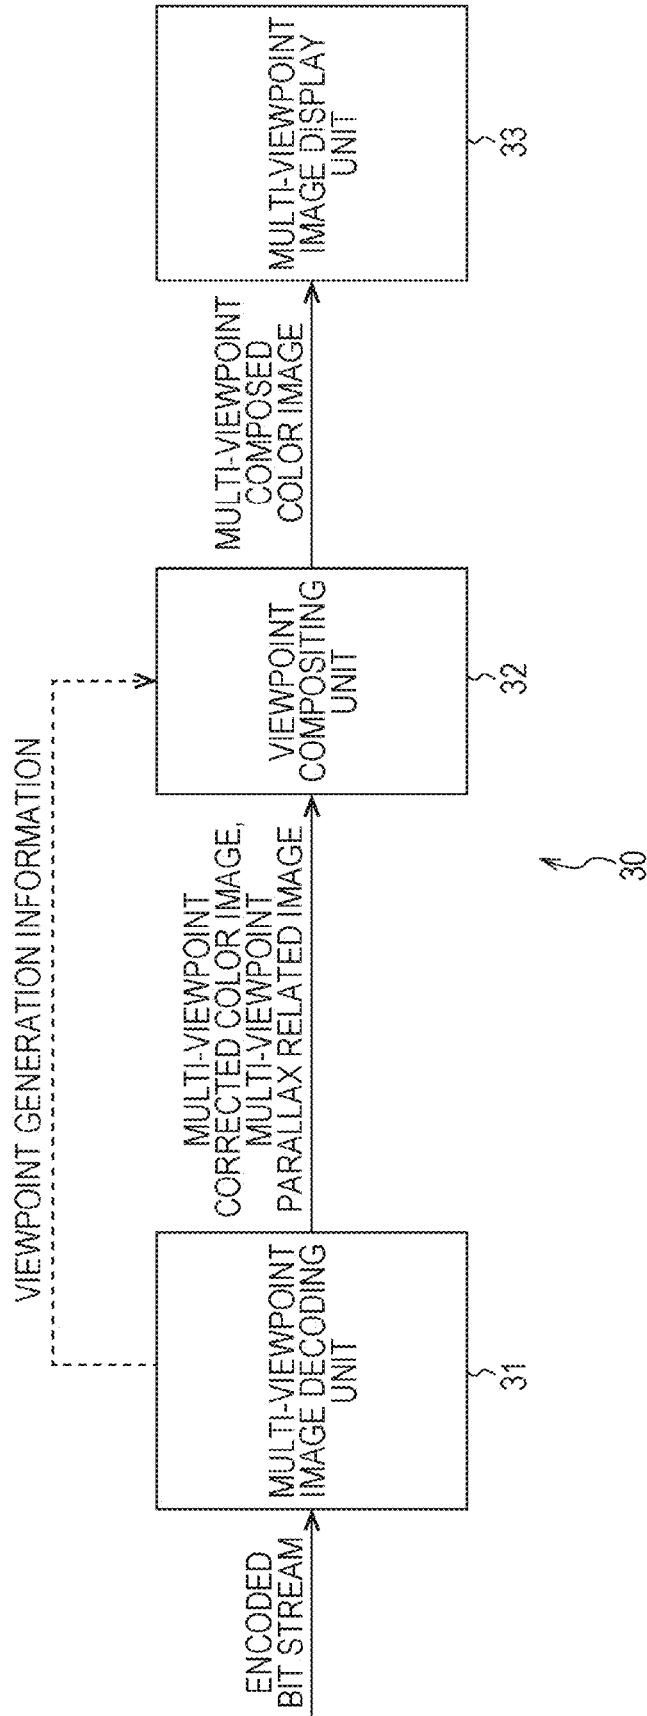 VIEWPOINT GENERATION INFORMATION
ENCODED
BIT STREAM
MULTI-VIEWPOINT
IMAGE DECODING
UNIT
31
MULTI-VIEWPOINT
CORRECTED COLOR IMAGE,
MULTI-VIEWPOINT
PARALLAX RELATED IMAGE
VIEWPOINT
COMPOSITING
UNIT
32
MULTI-VIEWPOINT
COMPOSED
COLOR IMAGE
MULTI-VIEWPOINT
IMAGE DISPLAY
UNIT
33
30